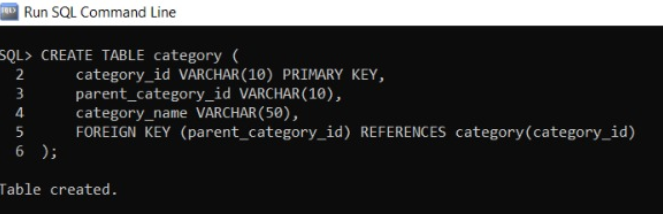 Run SQL Command Line
SQL> CREATE TABLE category (
  2      category_id VARCHAR(10) PRIMARY KEY,
  3      parent_category_id VARCHAR(10),
  4      category_name VARCHAR(50),
  5      FOREIGN KEY (parent_category_id) REFERENCES category(category_id)
  6  );
Table created.